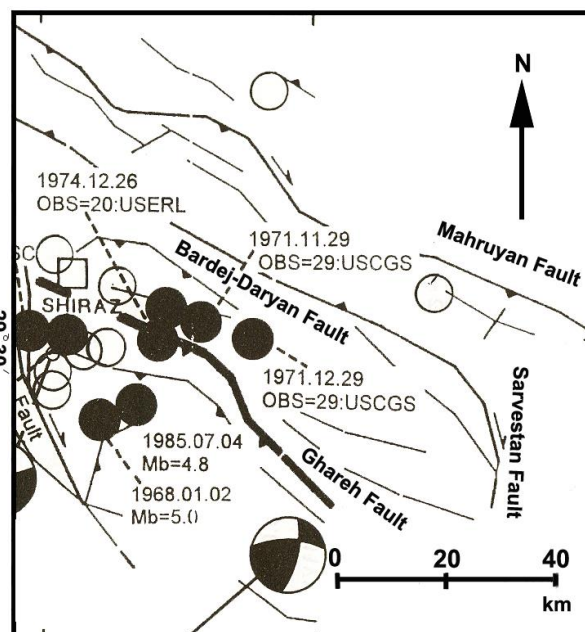 N
1974.12.26
OBS=20:USERL
1971.11.29
OBS=29:USCGS
Mahruyan Fault
Bardej-Daryan Fault
SC
SHIRAZ
1971.12.29
OBS=29:USCGS
Sarvestan Fault
Fault
1985.07.04
Mb=4.8
1968.01.02
Mb=5.0
Ghareh Fault
0 20 40
km